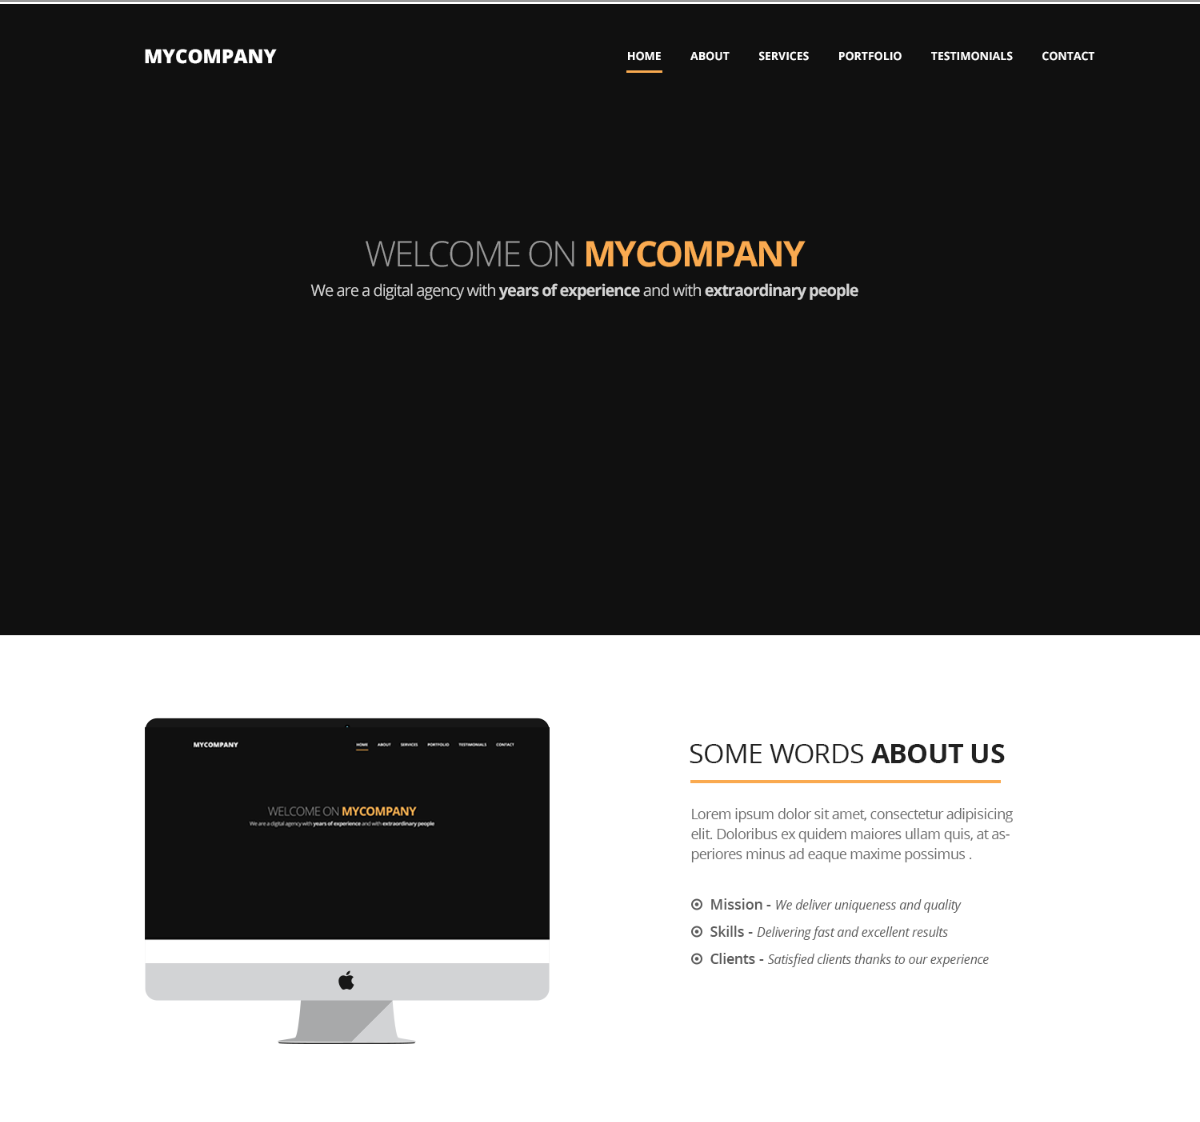 MYCOMPANY
HOME ABOUT SERVICES PORTFOLIO TESTIMONIALS CONTACT
WELCOME ON MYCOMPANY
We are a digital agency with years of experience and with extraordinary people
MYCOMPANY
HOME ABOUT SERVICES PORTFOLIO TESTIMONIALS CONTACT
WELCOME ON MYCOMPANY
We are a digital agency with years of experience and with extraordinary people
SOME WORDS ABOUT US
Lorem ipsum dolor sit amet, consectetur adipisicing
elit. Doloribus ex quidem maiores ullam quis, at as-
periores minus ad eaque maxime possimus .
Mission - We deliver uniqueness and quality
Skills - Delivering fast and excellent results
Clients - Satisfied clients thanks to our experience